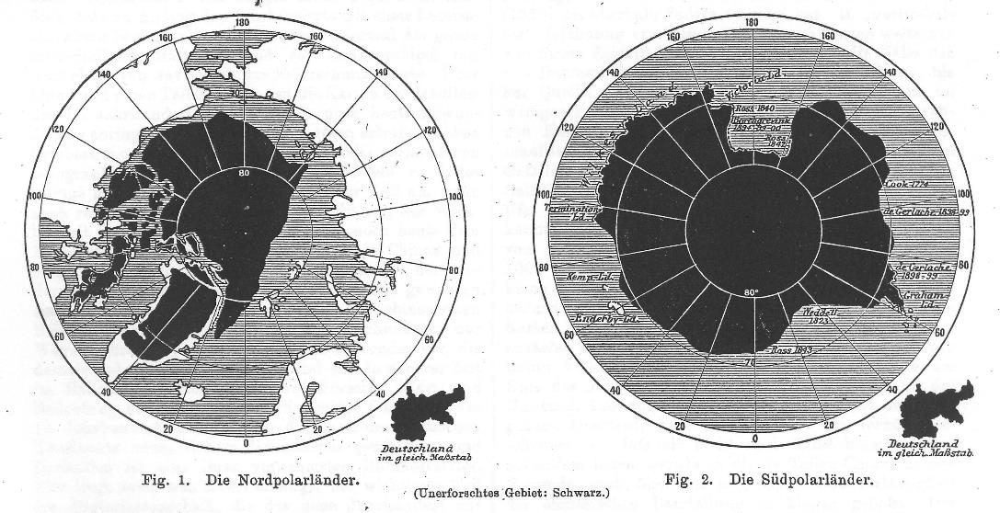 180
160
160
140
140
120
120
100
100
80
80
60
60
40
40
20
20
0
70
80
Deutschland
im gleich. Maßstab
Fig. 1. Die Nordpolarländer.
180
160
160
140
140
120
120
100
100
80
80
60
60
40
40
20
20
0
Victoria-Ld.
Wilkes Land
Ross 1840
Ross
1842
Cook 1774
Termination
Ld.
de Gerlache 1898-99
Kemp-Ld.
de Gerlache
1898-99
Graham
Ld.
Enderby-Ld.
80°
Weddell
1823
Ross 1843
70
Deutschland
im gleich. Maßstab.
Fig. 2. Die Südpolarländer.
(Unerforschtes Gebiet: Schwarz.)